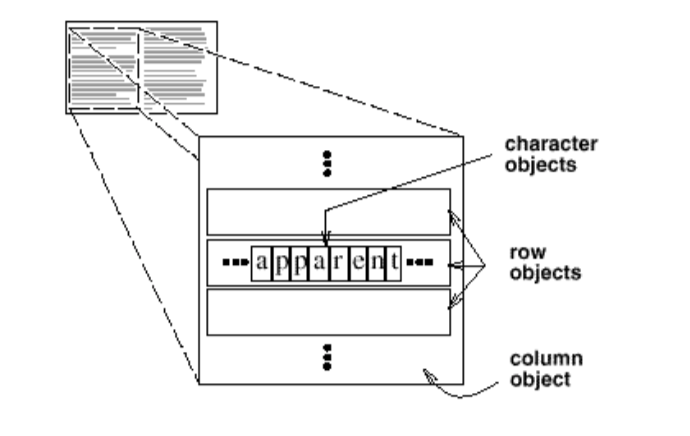 character
objects
apparent
row
objects
column
object